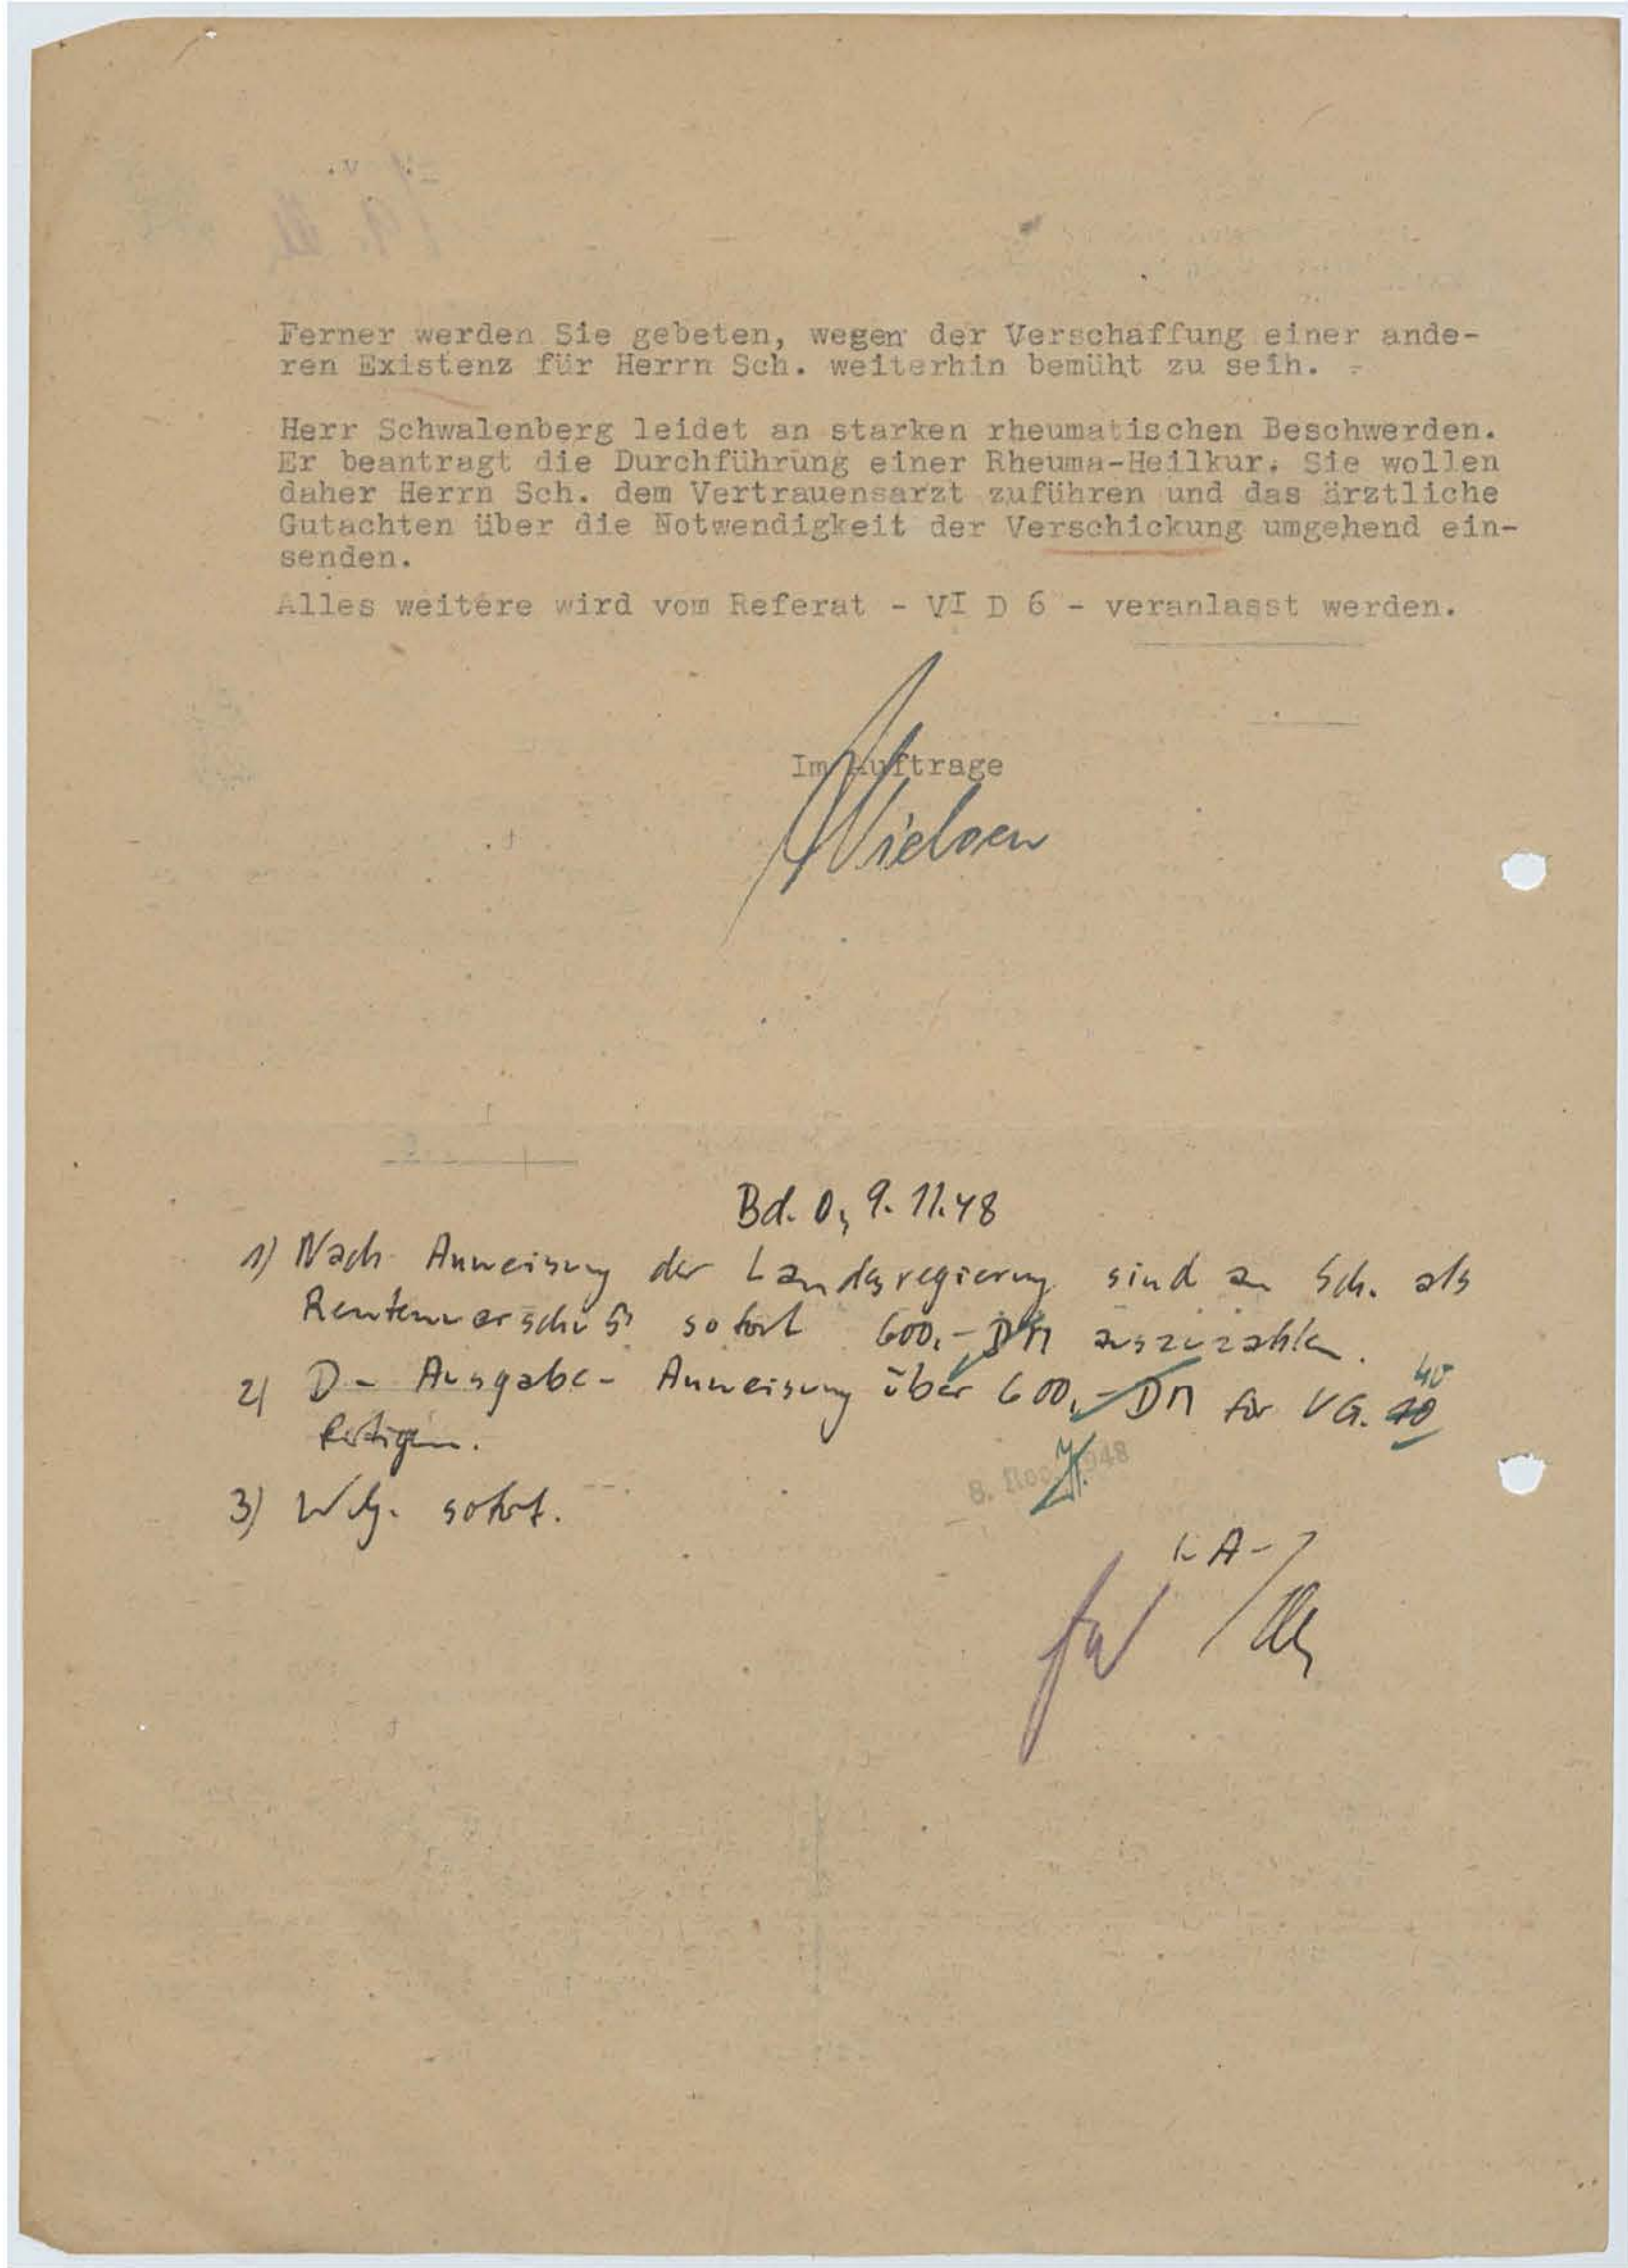 Ferner werden Sie gebeten, wegen der Verschaffung einer ande-
ren Existenz für Herrn Sch. weiterhin bemüht zu sein. -
Herr Schwalenberg leidet an starken rheumatischen Beschwerden.
Er beantragt die Durchführung einer Rheuma-Heilkur. Sie wollen
daher Herrn Sch. dem Vertrauensarzt zuführen und das ärztliche
Gutachten über die Notwendigkeit der Verschickung umgehend ein-
senden.
Alles weitere wird vom Referat - VI D 6 - veranlasst werden.
Im Auftrage
Nielsen
Bd. O, 9.11.48
1) Nach Anweisung der Landesregierung sind an Sch. als
Rentenvorschuß sofort 600,- DM auszuzahlen.
40
2) D- Ausgabe- Anweisung über 600,- DM für VG.
fertigen.
8. Nov. 1948
3) Wvg. sofort.
i. A.